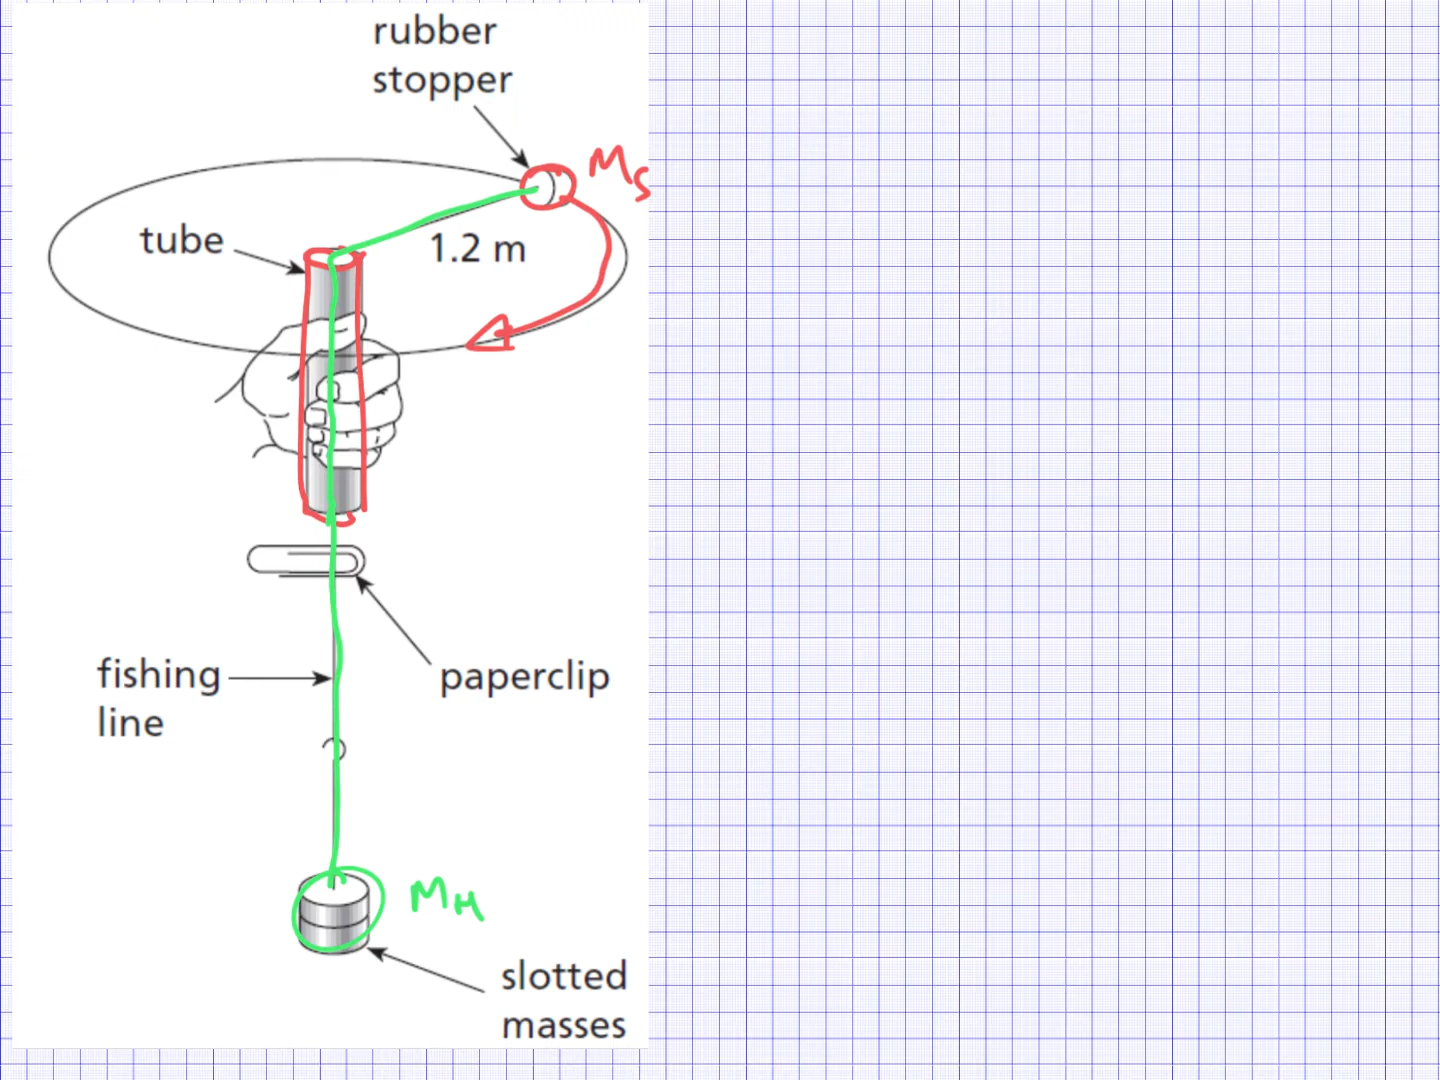 rubber
stopper
Ms
tube
1.2 m
fishing
line
paperclip
MH
slotted
masses